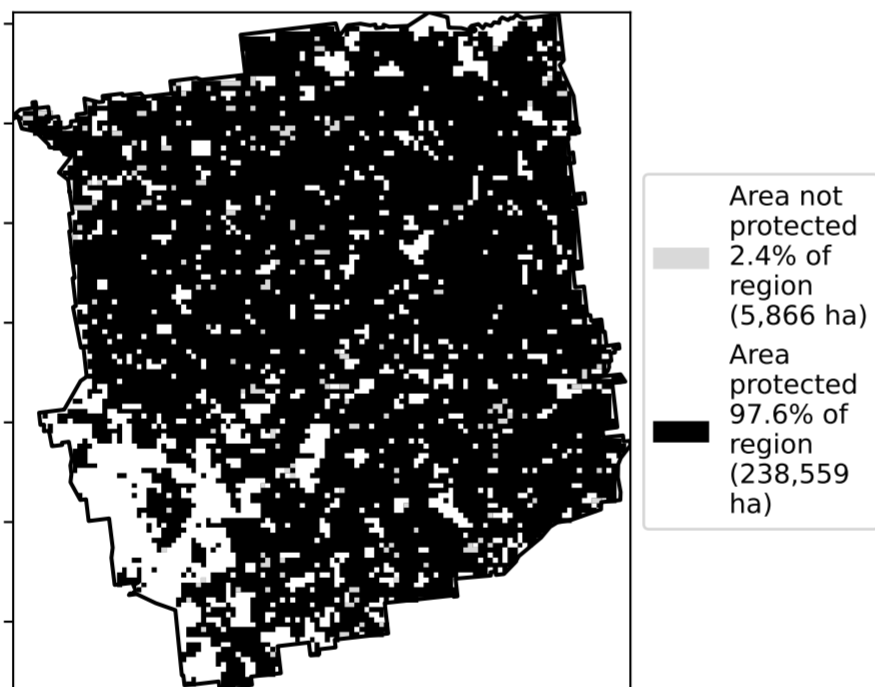 Area not
protected
2.4% of
region
(5,866 ha)
Area
protected
97.6% of
region
(238,559
ha)